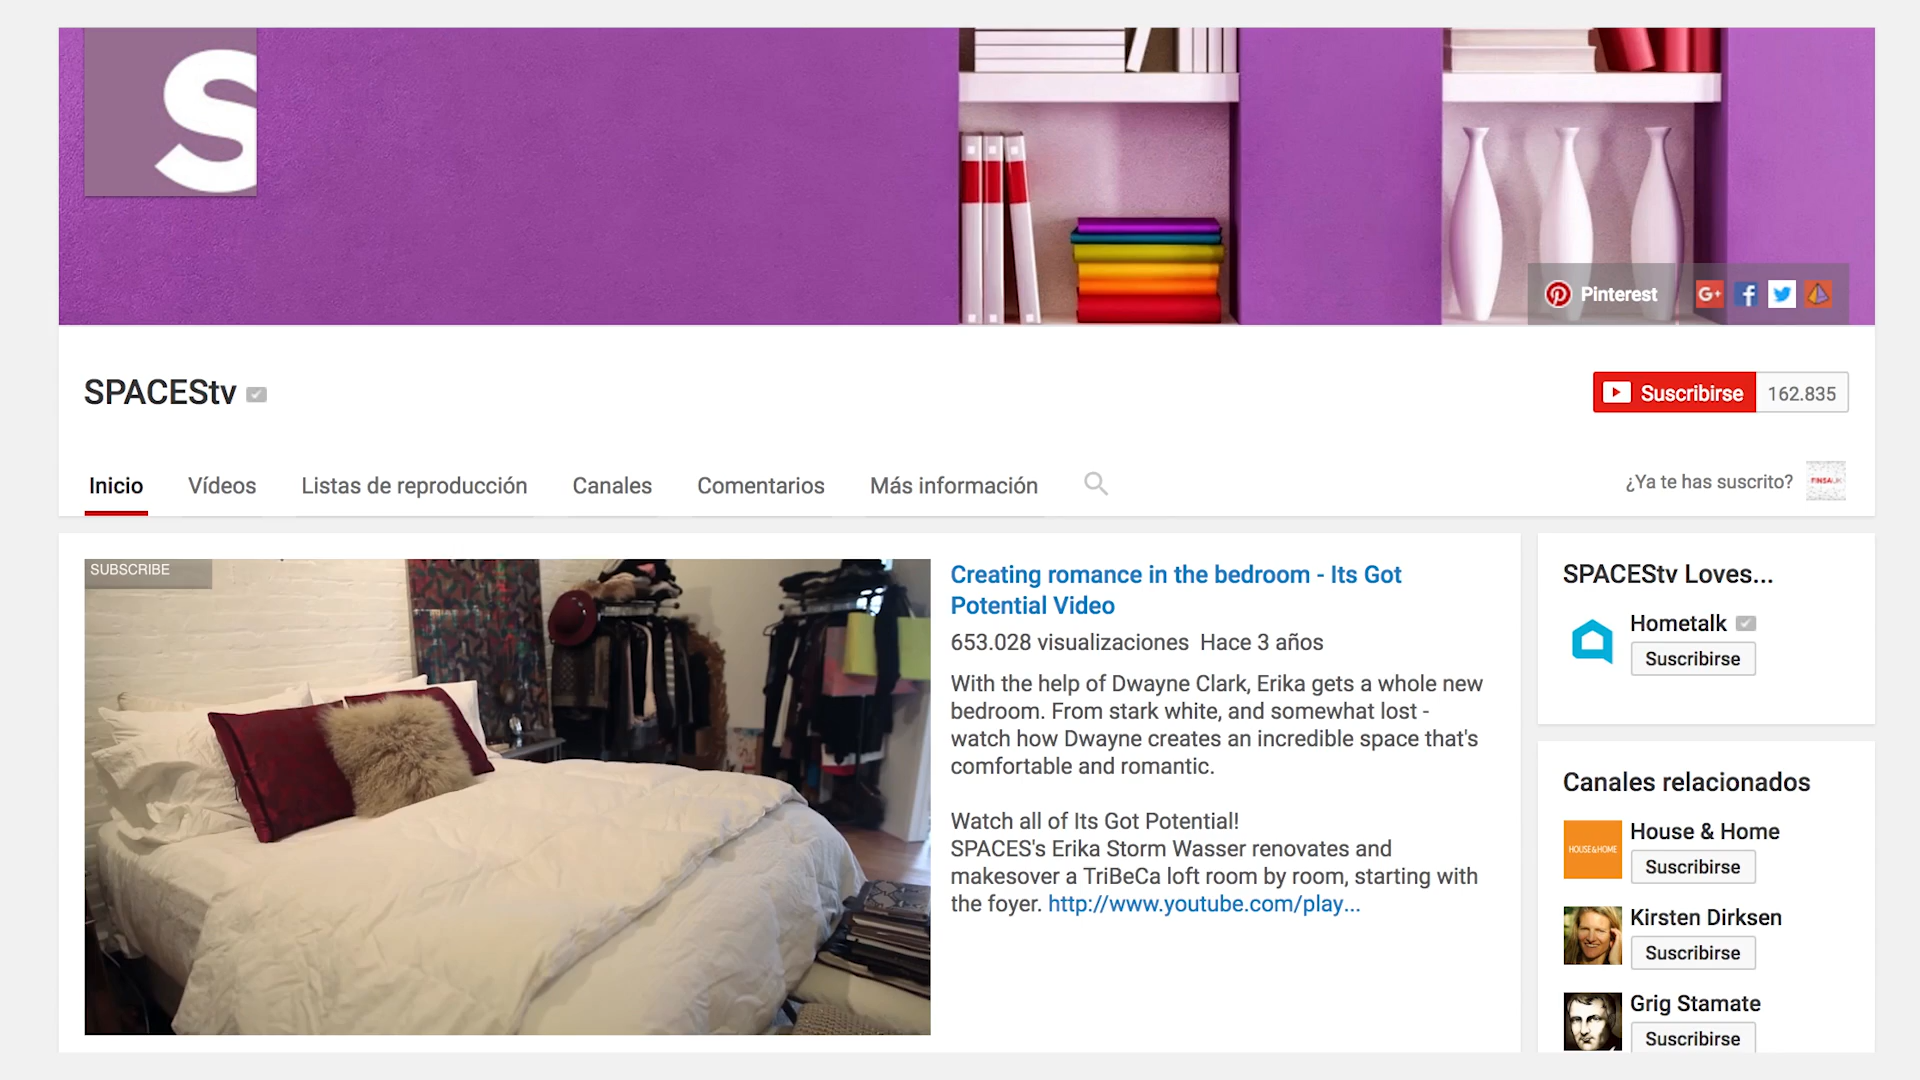 S
Pinterest
G+
SPACEStv
Suscribirse 162.835
Inicio Vídeos Listas de reproducción Canales Comentarios Más información
¿Ya te has suscrito?
FINSA
SUBSCRIBE
Creating romance in the bedroom - Its Got
Potential Video
653.028 visualizaciones Hace 3 años
With the help of Dwayne Clark, Erika gets a whole new
bedroom. From stark white, and somewhat lost -
watch how Dwayne creates an incredible space that's
comfortable and romantic.
Watch all of Its Got Potential!
SPACES's Erika Storm Wasser renovates and
makesover a TriBeCa loft room by room, starting with
the foyer. http://www.youtube.com/play...
SPACEStv Loves...
Hometalk
Suscribirse
Canales relacionados
HOUSE&HOME
House & Home
Suscribirse
Kirsten Dirksen
Suscribirse
Grig Stamate
Suscribirse